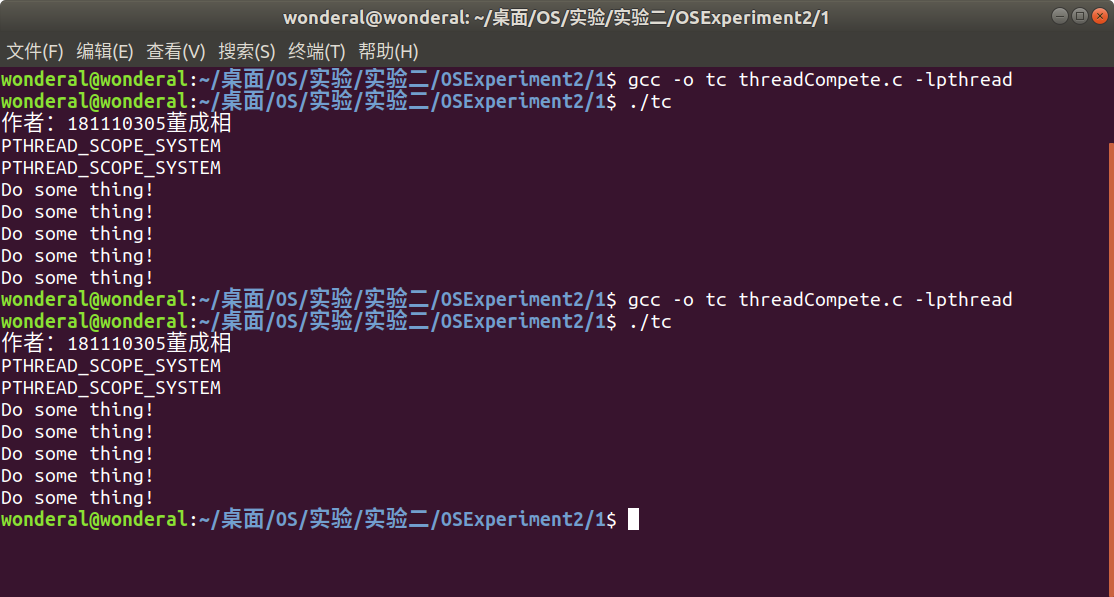 wonderal@wonderal: ~/桌面/OS/实验/实验二/OSExperiment2/1
文件(F) 编辑(E) 查看(V) 搜索(S) 终端(T) 帮助(H)
wonderal@wonderal:~/桌面/OS/实验/实验二/OSExperiment2/1$ gcc -o tc threadCompete.c -lpthread
wonderal@wonderal:~/桌面/OS/实验/实验二/OSExperiment2/1$ ./tc
作者：181110305董成相
PTHREAD_SCOPE_SYSTEM
PTHREAD_SCOPE_SYSTEM
Do some thing!
Do some thing!
Do some thing!
Do some thing!
Do some thing!
wonderal@wonderal:~/桌面/OS/实验/实验二/OSExperiment2/1$ gcc -o tc threadCompete.c -lpthread
wonderal@wonderal:~/桌面/OS/实验/实验二/OSExperiment2/1$ ./tc
作者：181110305董成相
PTHREAD_SCOPE_SYSTEM
PTHREAD_SCOPE_SYSTEM
Do some thing!
Do some thing!
Do some thing!
Do some thing!
Do some thing!
wonderal@wonderal:~/桌面/OS/实验/实验二/OSExperiment2/1$